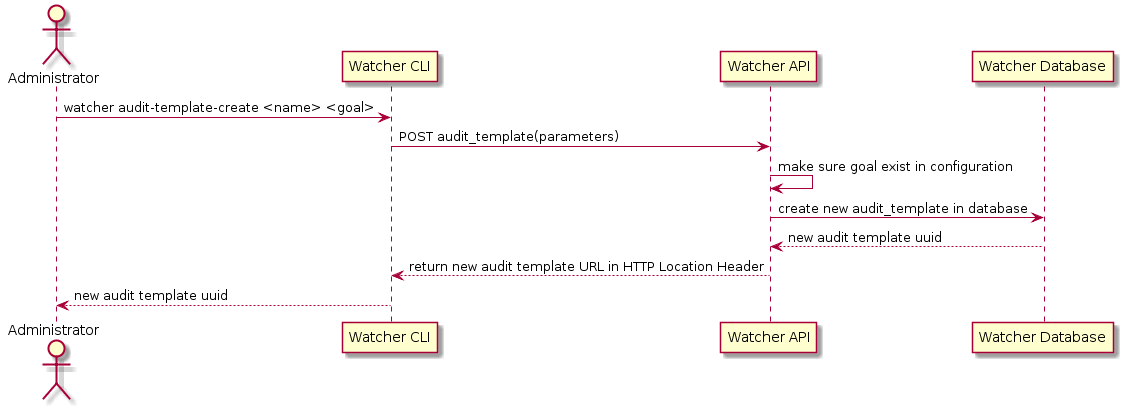 Administrator
Watcher CLI
Watcher API
Watcher Database
watcher audit-template-create <name> <goal>
POST audit_template(parameters)
make sure goal exist in configuration
create new audit_template in database
new audit template uuid
return new audit template URL in HTTP Location Header
new audit template uuid
Administrator
Watcher CLI
Watcher API
Watcher Database